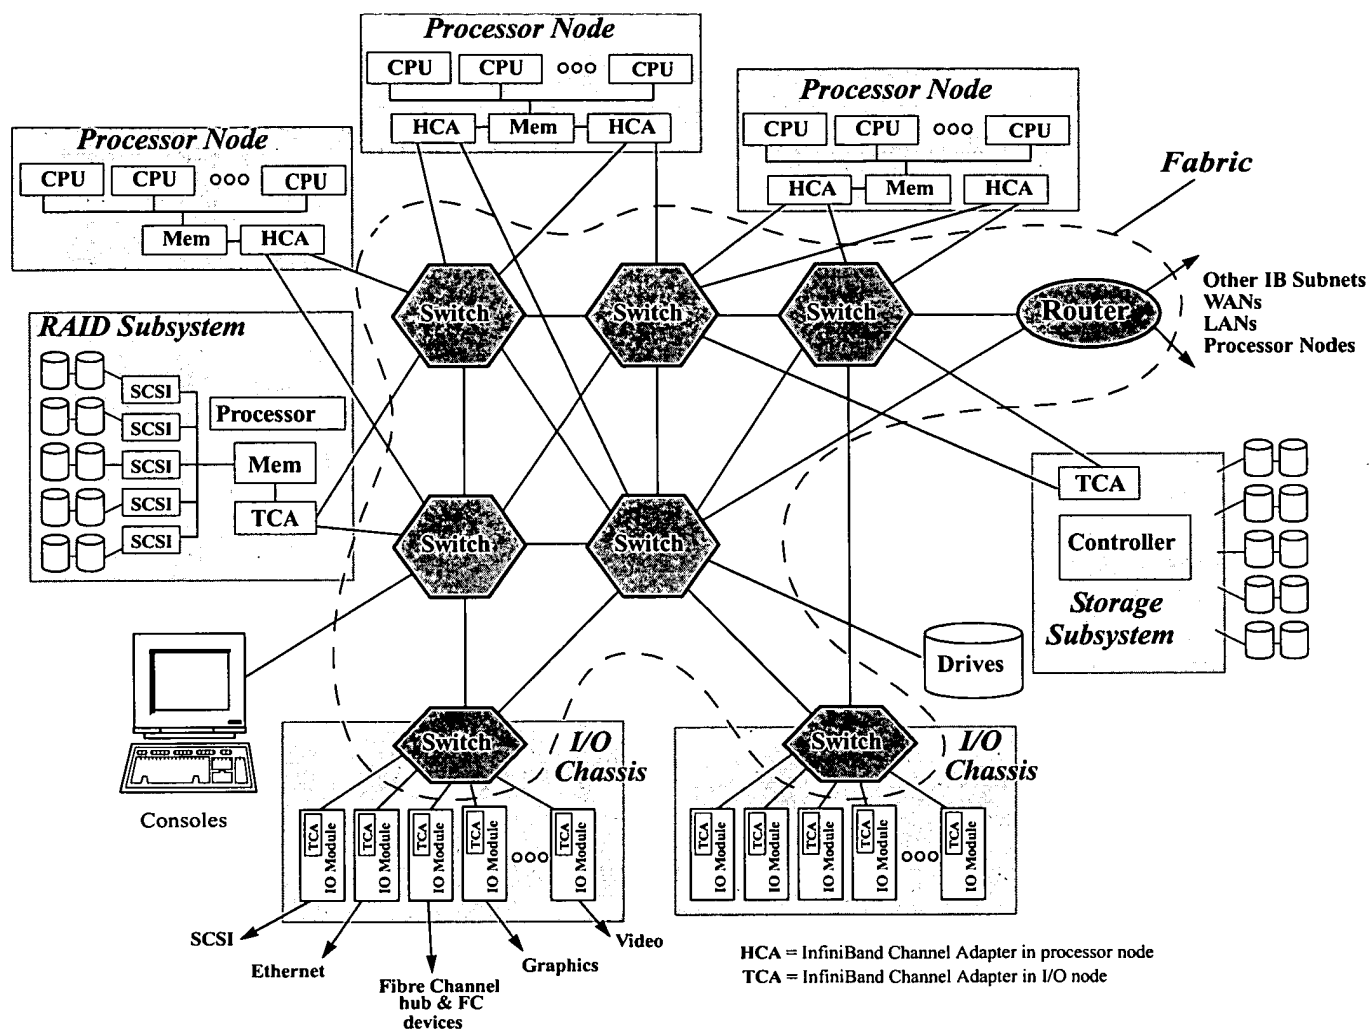 Processor Node
CPU CPU ooo CPU
HCA Mem HCA
Processor Node
CPU CPU ooo CPU
HCA Mem HCA
Processor Node
CPU CPU ooo CPU
Mem HCA
Fabric
Switch Switch Switch Router
Other IB Subnets
WANs
LANs
Processor Nodes
RAID Subsystem
SCSI
SCSI
SCSI
SCSI
SCSI
Processor
Mem
TCA
Switch Switch
TCA
Controller
Storage
Subsystem
Drives
Consoles
Switch
I/O
Chassis
TCA IO Module
TCA IO Module
TCA IO Module
TCA IO Module
ooo
TCA IO Module
Switch
I/O
Chassis
TCA IO Module
TCA IO Module
TCA IO Module
TCA IO Module
ooo
TCA IO Module
SCSI
Ethernet
Fibre Channel
hub & FC
devices
Graphics
Video
HCA = InfiniBand Channel Adapter in processor node
TCA = InfiniBand Channel Adapter in I/O node